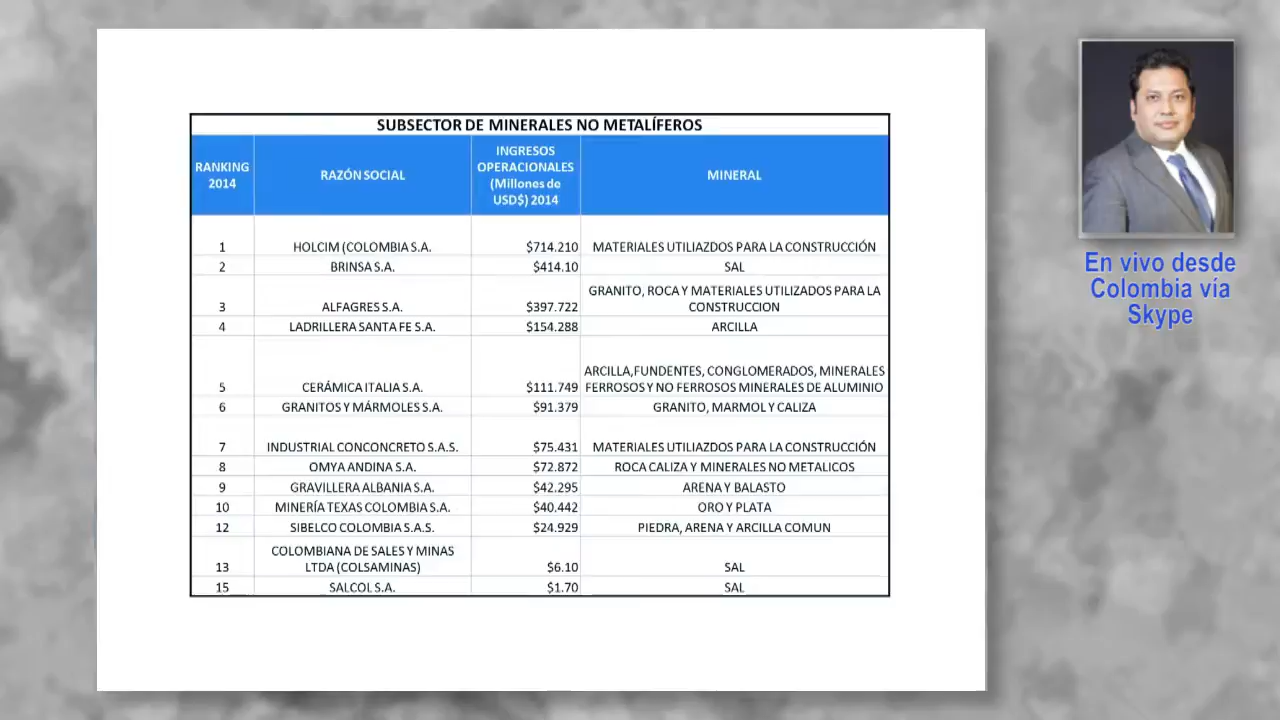 SUBSECTOR DE MINERALES NO METALÍFEROS
RANKING 2014 RAZÓN SOCIAL INGRESOS OPERACIONALES (Millones de USD$) 2014 MINERAL
1 HOLCIM (COLOMBIA S.A. $714.210 MATERIALES UTILIAZDOS PARA LA CONSTRUCCIÓN
2 BRINSA S.A. $414.10 SAL
3 ALFAGRES S.A. $397.722 GRANITO, ROCA Y MATERIALES UTILIZADOS PARA LA CONSTRUCCION
4 LADRILLERA SANTA FE S.A. $154.288 ARCILLA
5 CERÁMICA ITALIA S.A. $111.749 ARCILLA,FUNDENTES, CONGLOMERADOS, MINERALES FERROSOS Y NO FERROSOS MINERALES DE ALUMINIO
6 GRANITOS Y MÁRMOLES S.A. $91.379 GRANITO, MARMOL Y CALIZA
7 INDUSTRIAL CONCONCRETO S.A.S. $75.431 MATERIALES UTILIAZDOS PARA LA CONSTRUCCIÓN
8 OMYA ANDINA S.A. $72.872 ROCA CALIZA Y MINERALES NO METALICOS
9 GRAVILLERA ALBANIA S.A. $42.295 ARENA Y BALASTO
10 MINERÍA TEXAS COLOMBIA S.A. $40.442 ORO Y PLATA
12 SIBELCO COLOMBIA S.A.S. $24.929 PIEDRA, ARENA Y ARCILLA COMUN
13 COLOMBIANA DE SALES Y MINAS LTDA (COLSAMINAS) $6.10 SAL
15 SALCOL S.A. $1.70 SAL
En vivo desde
Colombia vía
Skype